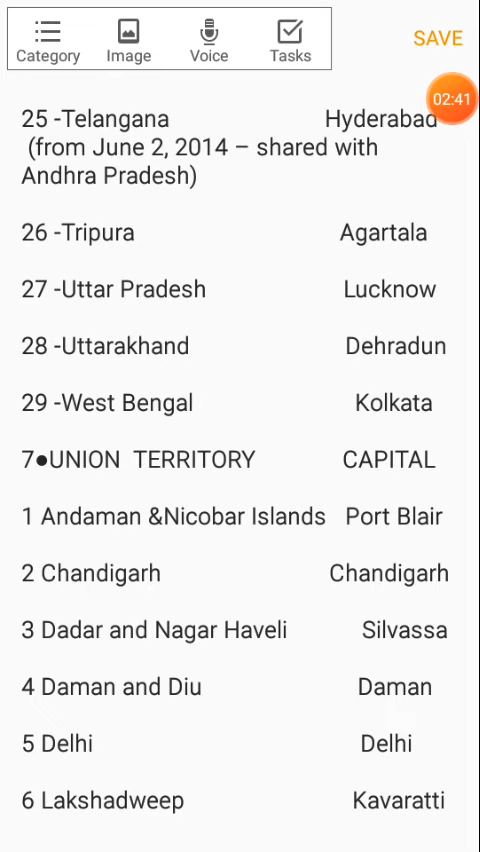 Category Image Voice Tasks
SAVE
02:41
25 -Telangana Hyderabad
(from June 2, 2014 – shared with
Andhra Pradesh)
26 -Tripura Agartala
27 -Uttar Pradesh Lucknow
28 -Uttarakhand Dehradun
29 -West Bengal Kolkata
7●UNION TERRITORY CAPITAL
1 Andaman &Nicobar Islands Port Blair
2 Chandigarh Chandigarh
3 Dadar and Nagar Haveli Silvassa
4 Daman and Diu Daman
5 Delhi Delhi
6 Lakshadweep Kavaratti